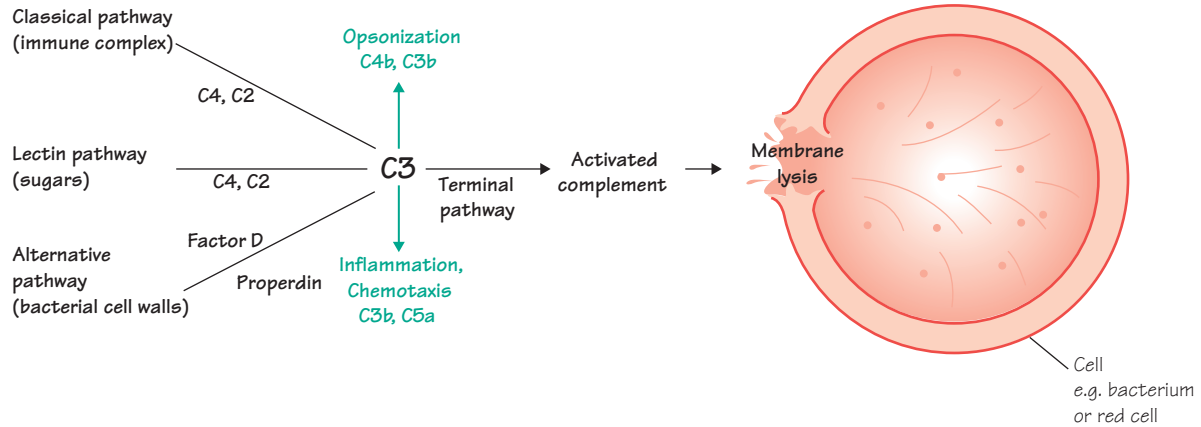 Classical pathway
(immune complex)
C4, C2
Opsonization
C4b, C3b
Lectin pathway
(sugars)
C4, C2
C3
Terminal
pathway
Activated
complement
Membrane
lysis
Alternative
pathway
(bacterial cell walls)
Factor D
Properdin
Inflammation,
Chemotaxis
C3b, C5a
Cell
e.g. bacterium
or red cell